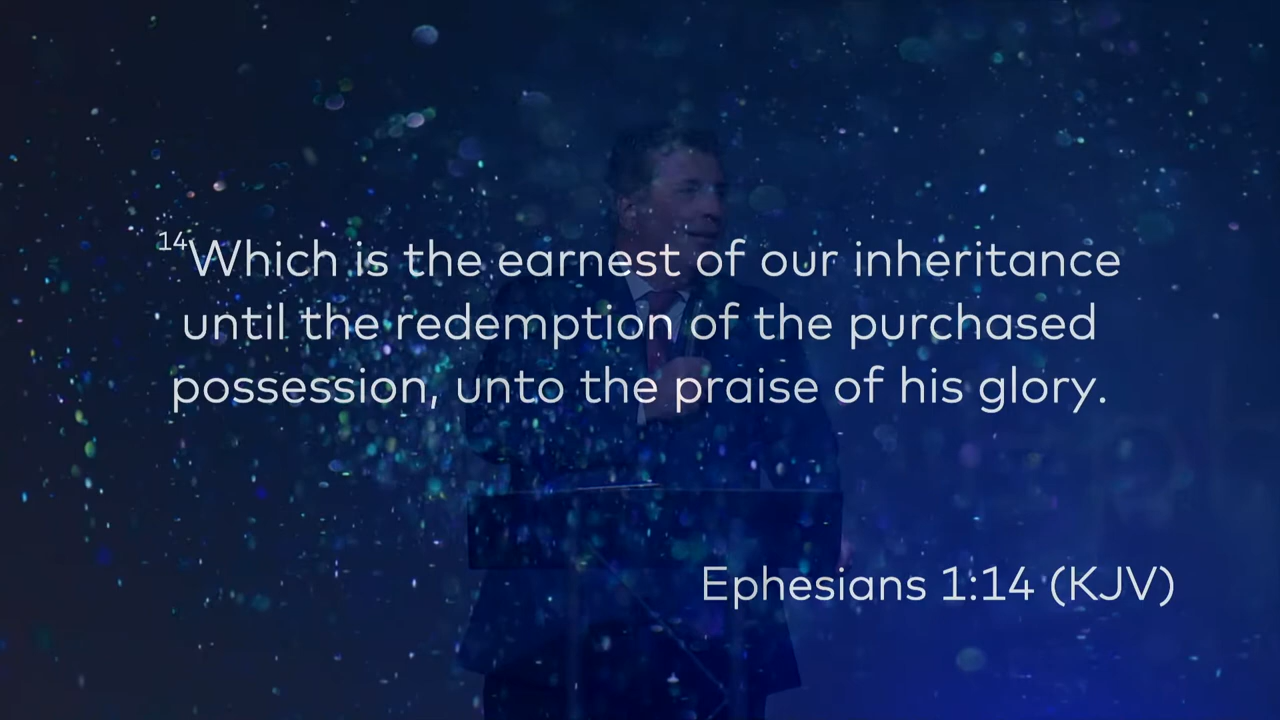 14Which is the earnest of our inheritance
until the redemption of the purchased
possession, unto the praise of his glory.
Ephesians 1:14 (KJV)